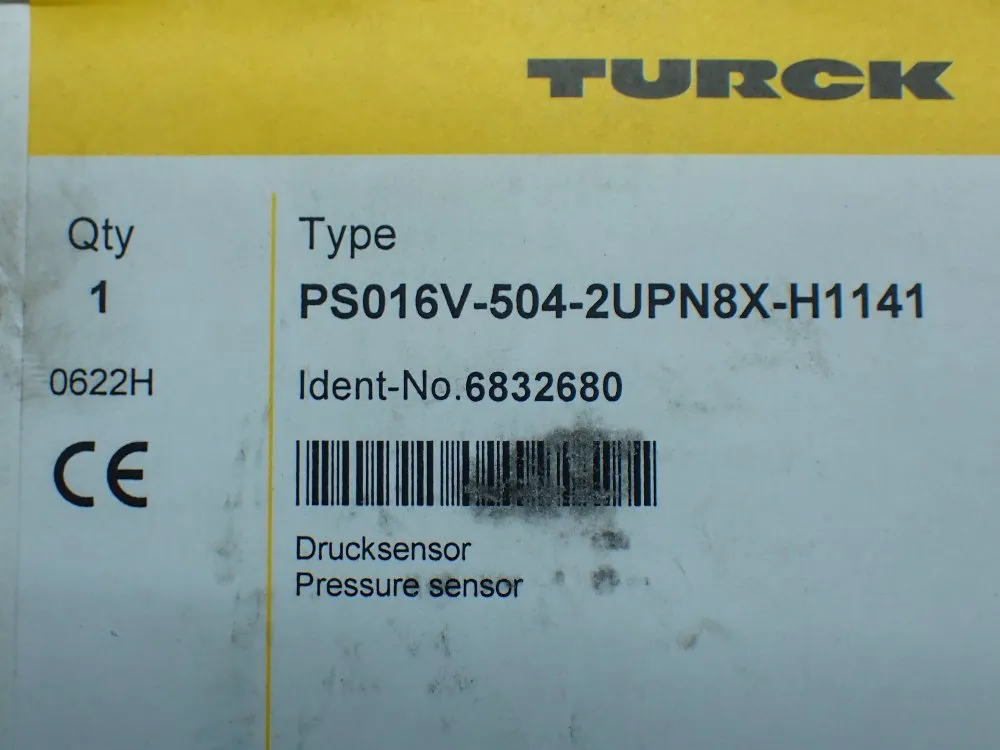 TURCK
Qty
1
0622H
CE
Type
PS016V-504-2UPN8X-H1141
Ident-No.6832680
Drucksensor
Pressure sensor